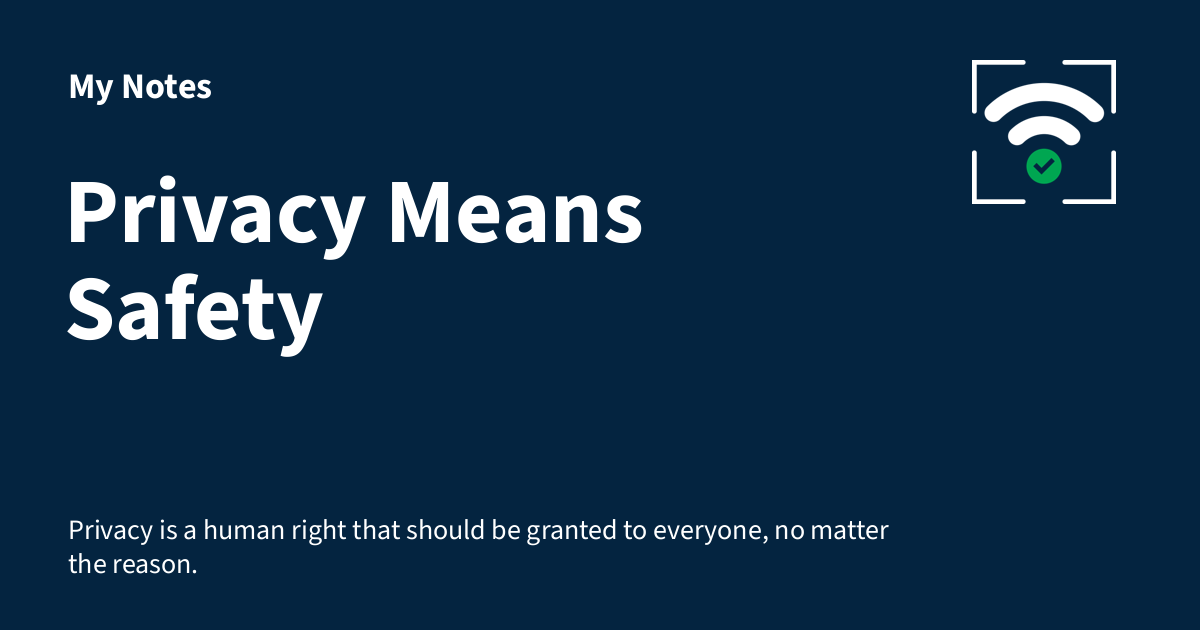 My Notes
Privacy Means
Safety
Privacy is a human right that should be granted to everyone, no matter
the reason.